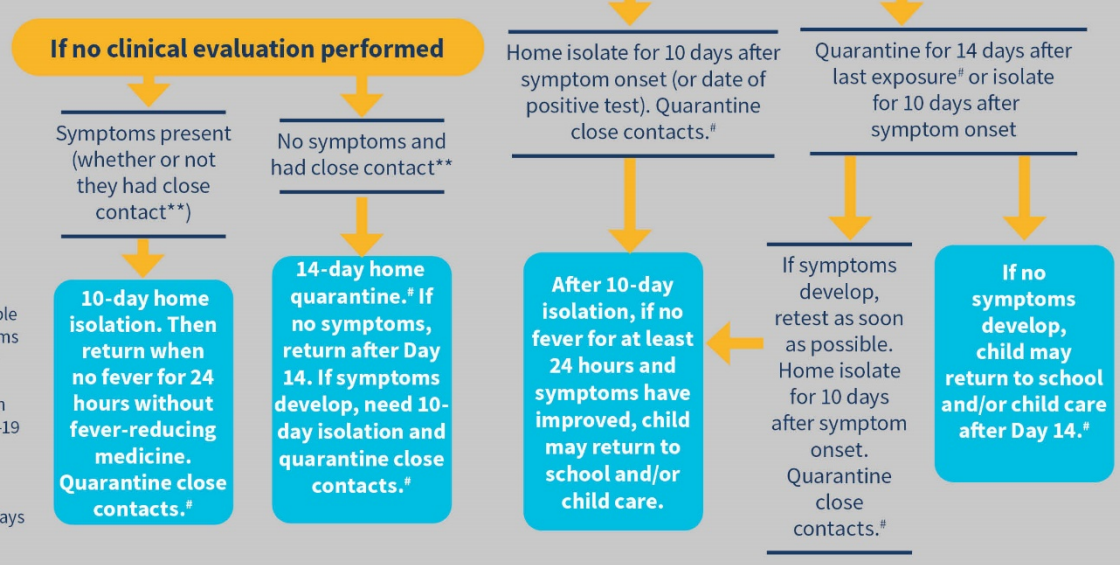 If no clinical evaluation performed
Symptoms present
(whether or not
they had close
contact**)
10-day home
isolation. Then
return when
no fever for 24
hours without
fever-reducing
medicine.
Quarantine close
contacts.#
No symptoms and
had close contact**
14-day home
quarantine.# If
no symptoms,
return after Day
14. If symptoms
develop, need 10-
day isolation and
quarantine close
contacts.#
Home isolate for 10 days after
symptom onset (or date of
positive test). Quarantine
close contacts.#
After 10-day
isolation, if no
fever for at least
24 hours and
symptoms have
improved, child
may return to
school and/or
child care.
Quarantine for 14 days after
last exposure# or isolate
for 10 days after
symptom onset
If symptoms
develop,
retest as soon
as possible.
Home isolate
for 10 days
after symptom
onset.
Quarantine
close
contacts.#
If no
symptoms
develop,
child may
return to school
and/or child care
after Day 14.#